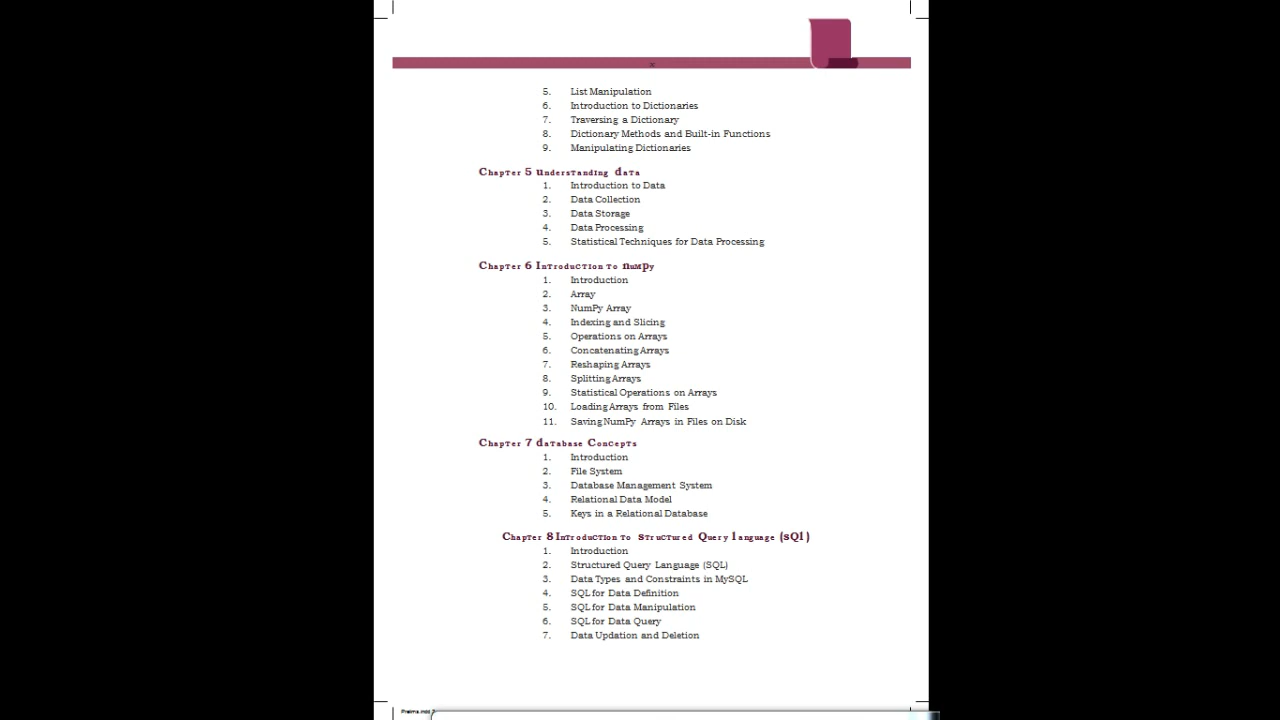 x
5. List Manipulation
6. Introduction to Dictionaries
7. Traversing a Dictionary
8. Dictionary Methods and Built-in Functions
9. Manipulating Dictionaries
Chapter 5 understanding data
1. Introduction to Data
2. Data Collection
3. Data Storage
4. Data Processing
5. Statistical Techniques for Data Processing
Chapter 6 Introduction to numpy
1. Introduction
2. Array
3. NumPy Array
4. Indexing and Slicing
5. Operations on Arrays
6. Concatenating Arrays
7. Reshaping Arrays
8. Splitting Arrays
9. Statistical Operations on Arrays
10. Loading Arrays from Files
11. Saving NumPy Arrays in Files on Disk
Chapter 7 database Concepts
1. Introduction
2. File System
3. Database Management System
4. Relational Data Model
5. Keys in a Relational Database
Chapter 8 Introduction to structured Query language (sQl)
1. Introduction
2. Structured Query Language (SQL)
3. Data Types and Constraints in MySQL
4. SQL for Data Definition
5. SQL for Data Manipulation
6. SQL for Data Query
7. Data Updation and Deletion